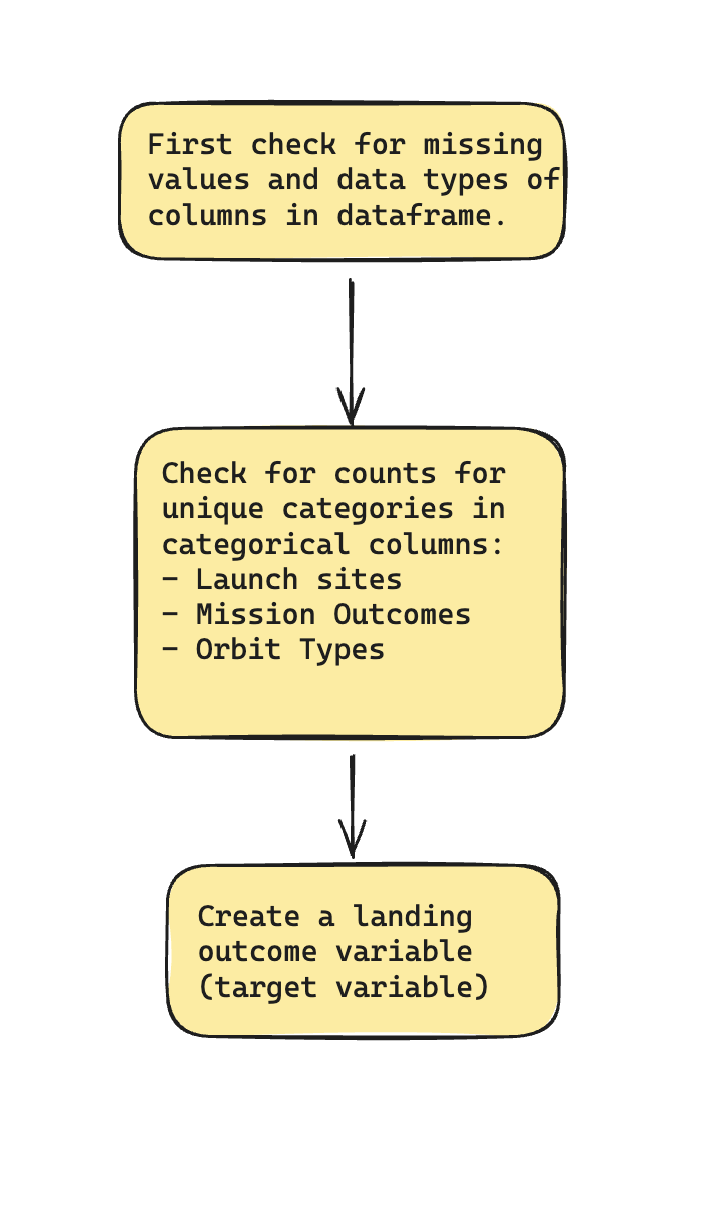 First check for missing
values and data types of
columns in dataframe.
Check for counts for
unique categories in
categorical columns:
- Launch sites
- Mission Outcomes
- Orbit Types
Create a landing
outcome variable
(target variable)